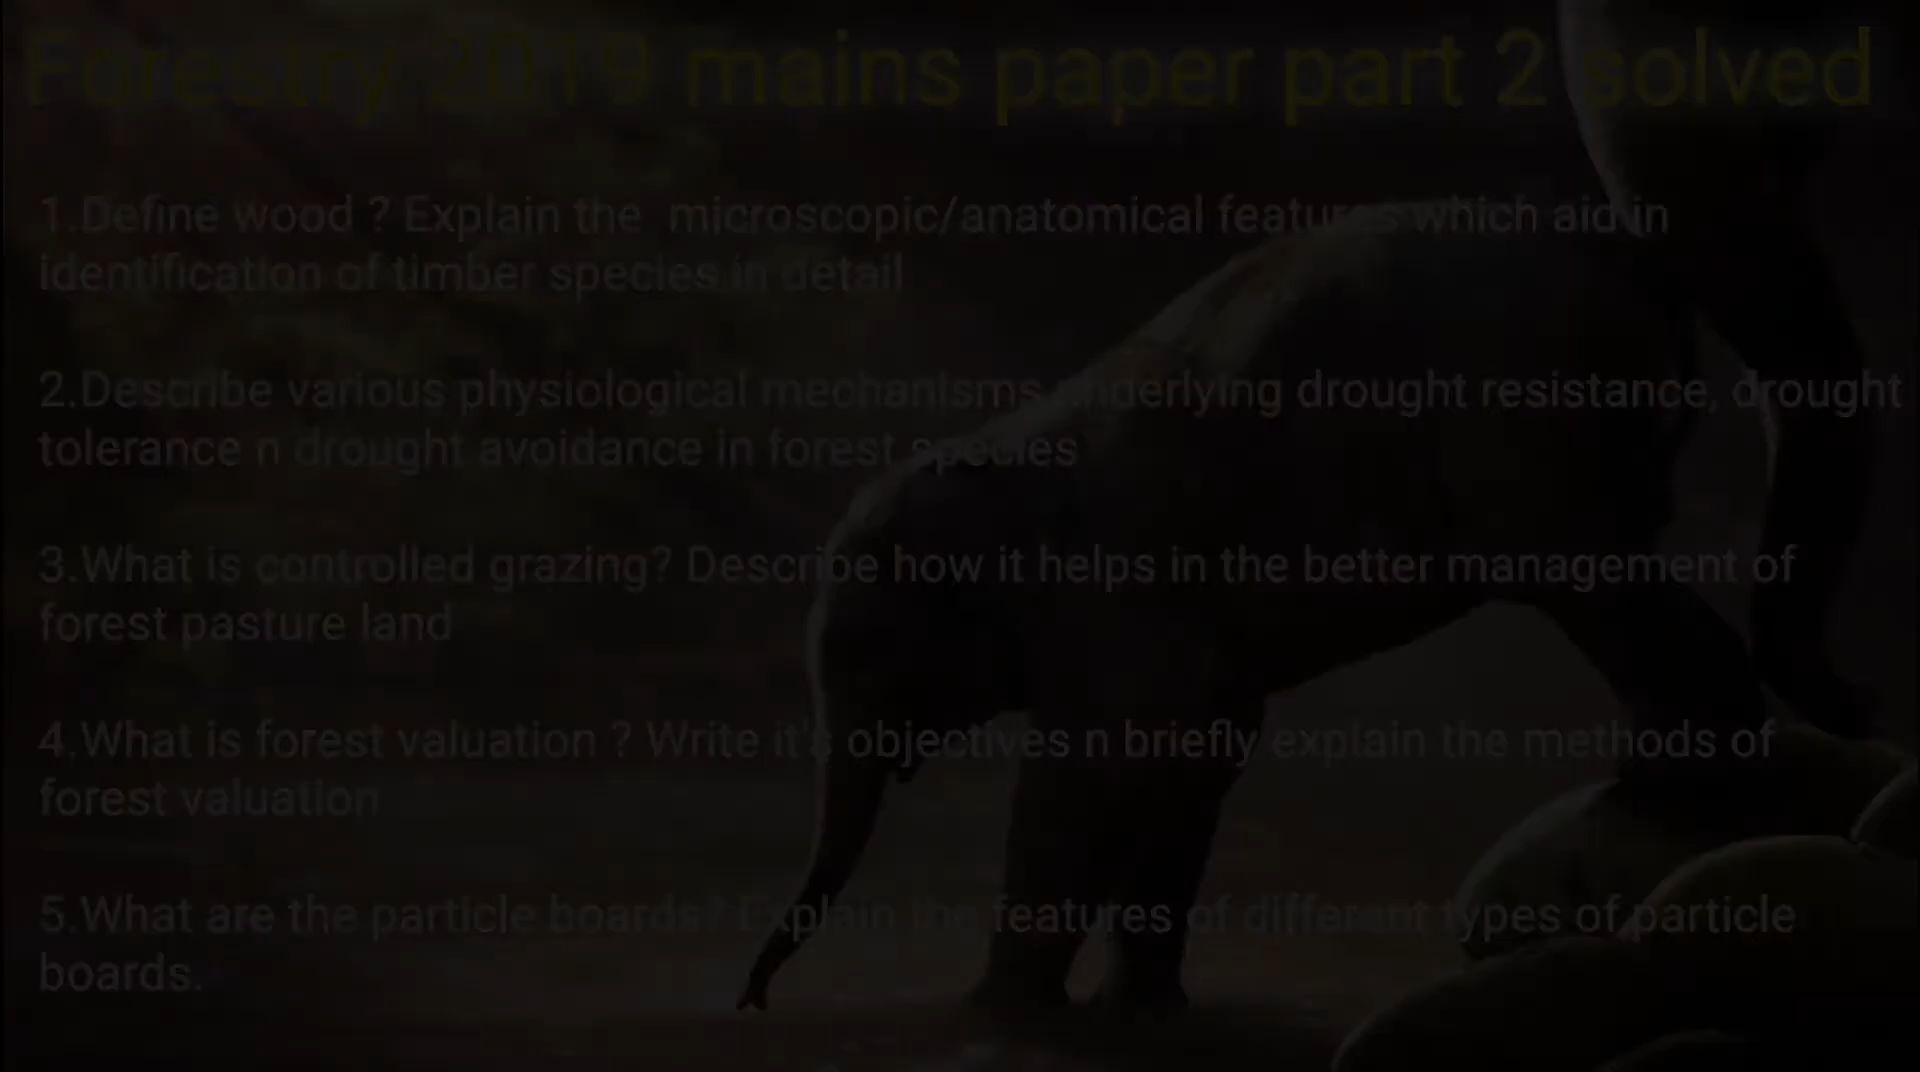 Forestry 2019 mains paper part 2 solved
1.Define wood ? Explain the microscopic/anatomical features which aid in
identification of timber species in detail
2.Describe various physiological mechanisms underlying drought resistance, drought
tolerance n drought avoidance in forest species
3.What is controlled grazing? Describe how it helps in the better management of
forest pasture land
4.What is forest valuation ? Write it's objectives n briefly explain the methods of
forest valuation
5.What are the particle boards? Explain the features of different types of particle
boards.